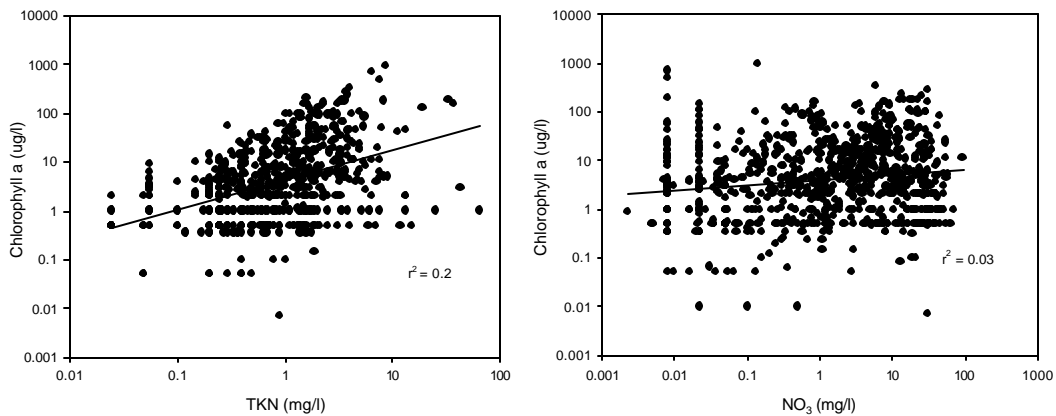 10000
1000
100
10
1
0.1
0.01
0.001
Chlorophyll a (ug/l)
r² = 0.2
0.01 0.1 1 10 100
TKN (mg/l)
10000
1000
100
10
1
0.1
0.01
0.001
Chlorophyll a (ug/l)
r² = 0.03
0.001 0.01 0.1 1 10 100 1000
NO₃ (mg/l)